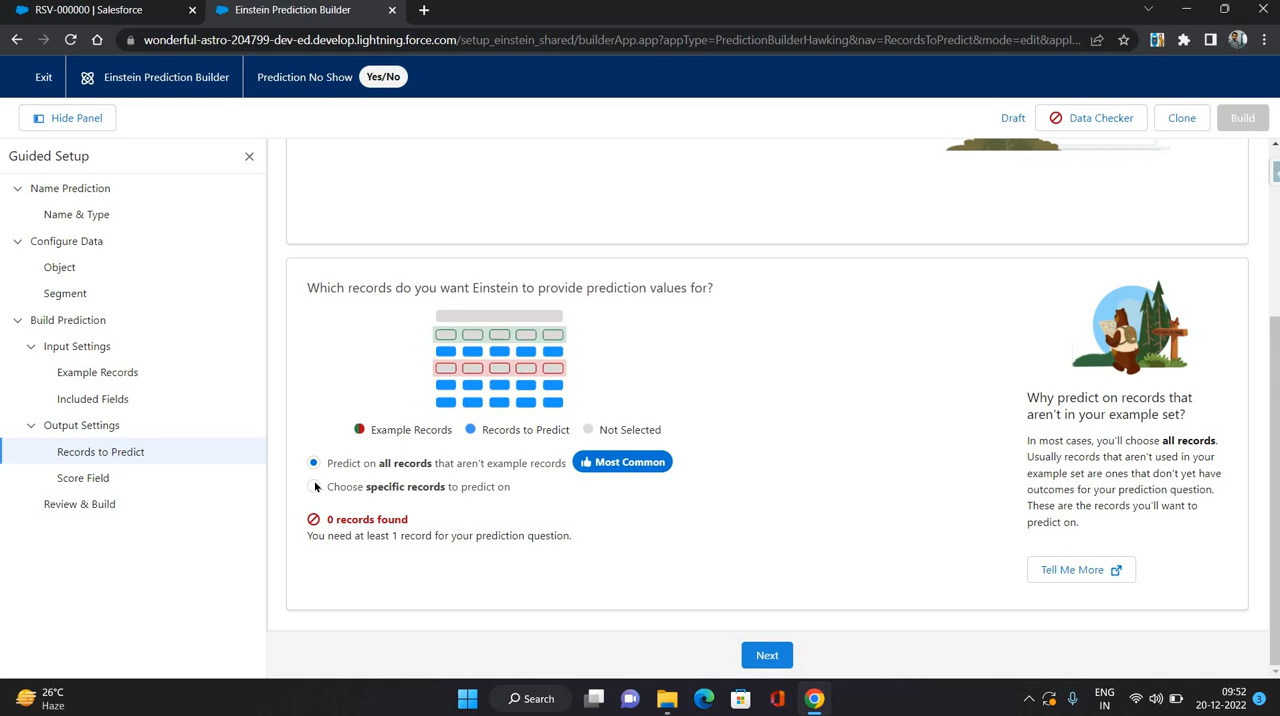 RSV-000000 | Salesforce
Einstein Prediction Builder
wonderful-astro-204799-dev-ed.develop.lightning.force.com/setup_einstein_shared/builderApp.app?appType=PredictionBuilderHawking&nav=RecordsToPredict&mode=edit&appl...
Exit
Einstein Prediction Builder
Prediction No Show
Yes/No
Hide Panel
Draft
Data Checker
Clone
Build
Guided Setup
Name Prediction
Name & Type
Configure Data
Object
Segment
Build Prediction
Input Settings
Example Records
Included Fields
Output Settings
Records to Predict
Score Field
Review & Build
Which records do you want Einstein to provide prediction values for?
Example Records
Records to Predict
Not Selected
Predict on all records that aren't example records
Most Common
Choose specific records to predict on
0 records found
You need at least 1 record for your prediction question.
Why predict on records that
aren't in your example set?
In most cases, you'll choose all records.
Usually records that aren't used in your
example set are ones that don't yet have
outcomes for your prediction question.
These are the records you'll want to
predict on.
Tell Me More
Next
26°C
Haze
Search
ENG
IN
09:52
20-12-2022
3